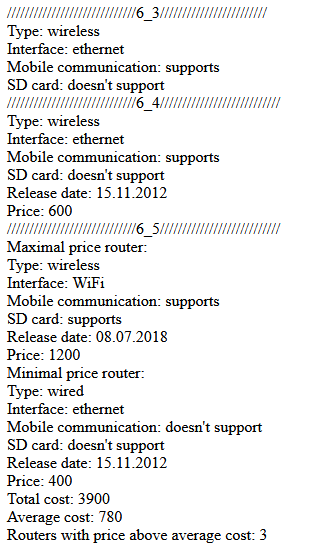 /////////////////////////////6_3////////////////////////
Type: wireless
Interface: ethernet
Mobile communication: supports
SD card: doesn't support
/////////////////////////////6_4///////////////////////////
Type: wireless
Interface: ethernet
Mobile communication: supports
SD card: doesn't support
Release date: 15.11.2012
Price: 600
/////////////////////////////6_5///////////////////////////
Maximal price router:
Type: wireless
Interface: WiFi
Mobile communication: supports
SD card: supports
Release date: 08.07.2018
Price: 1200
Minimal price router:
Type: wired
Interface: ethernet
Mobile communication: doesn't support
SD card: doesn't support
Release date: 15.11.2012
Price: 400
Total cost: 3900
Average cost: 780
Routers with price above average cost: 3